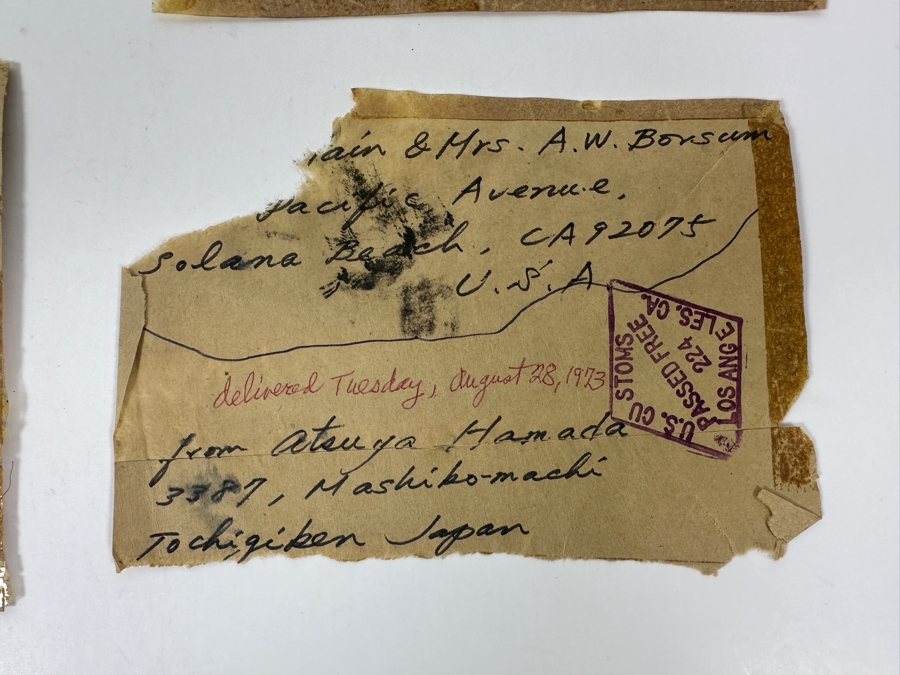 & Mrs. A.W. Borsum
Pacific Avenue,
Solana Beach, CA 92075
U.S.A
delivered Tuesday, august 28, 1973
U.S. CUSTOMS
PASSED FREE
224
LOS ANGELES. CA.
from Atsuya Hamada
3387, Mashiko-machi
Tochigiken Japan